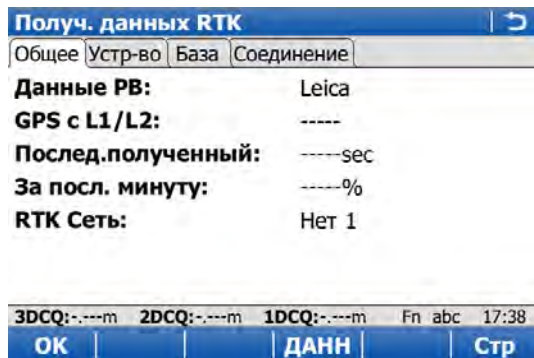 Получ. данных RTK
Общее Устр-во База Соединение
Данные РВ: Leica
GPS с L1/L2: -----
Послед.полученный: -----sec
За посл. минуту: -----%
RTK Сеть: Нет 1
3DCQ:-.---m 2DCQ:-.---m 1DCQ:-.---m Fn abc 17:38
ОК ДАНН Стр